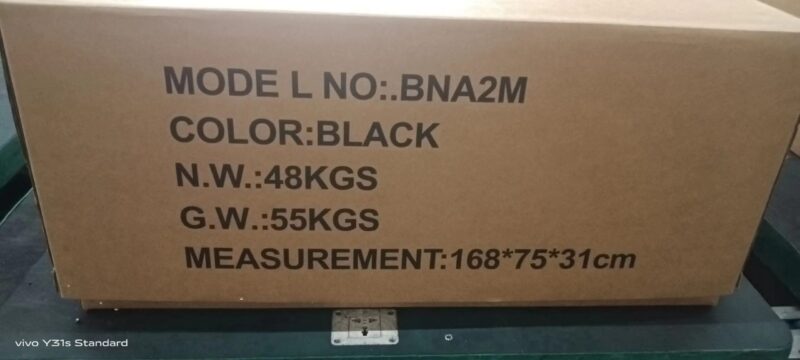 MODE L NO:.BNA2M
COLOR:BLACK
N.W.:48KGS
G.W.:55KGS
MEASUREMENT:168*75*31cm
vivo Y31s Standard